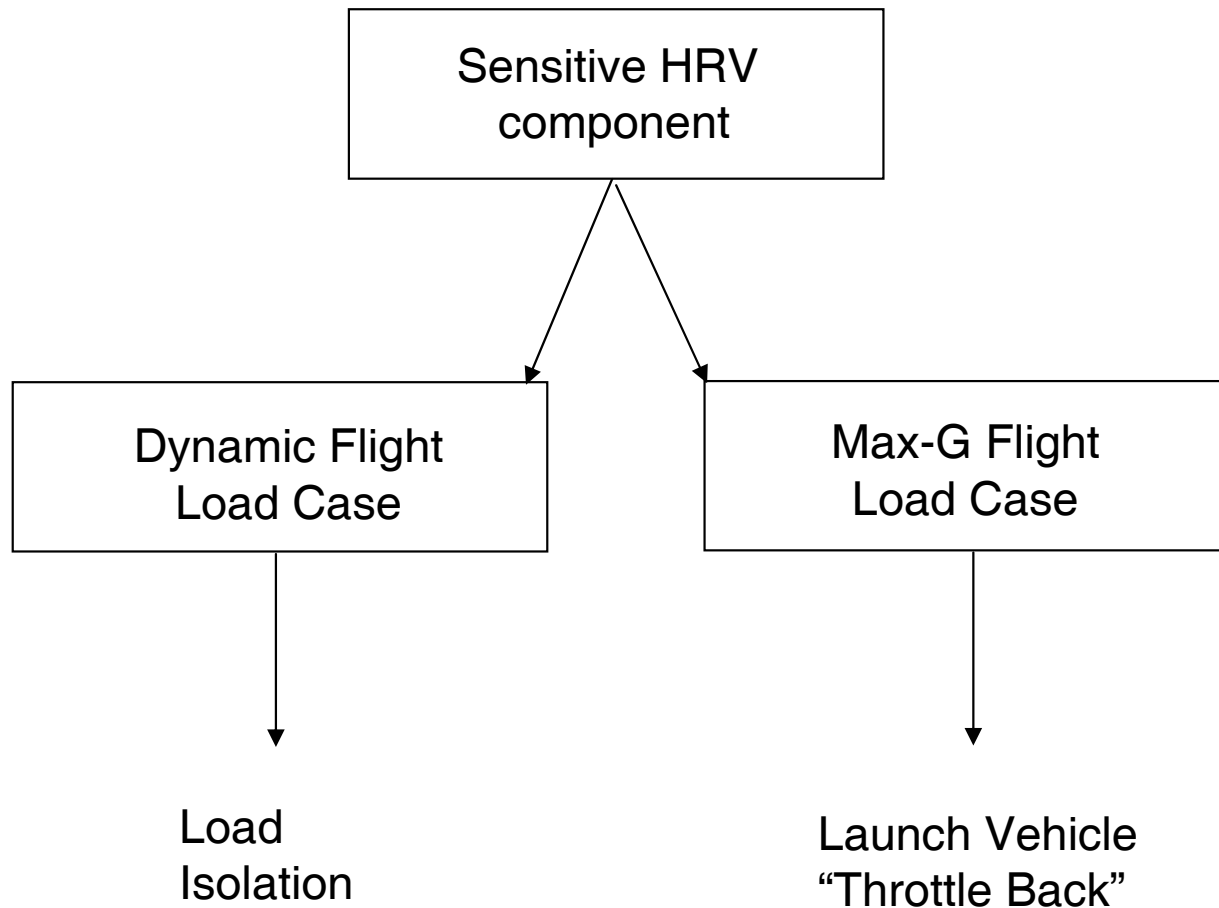 Sensitive HRV
component
Dynamic Flight
Load Case
Max-G Flight
Load Case
Load
Isolation
Launch Vehicle
“Throttle Back”